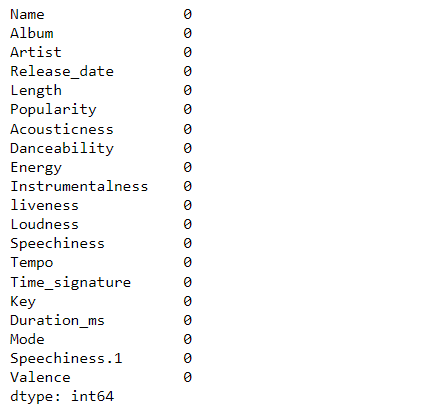 Name 0
Album 0
Artist 0
Release_date 0
Length 0
Popularity 0
Acousticness 0
Danceability 0
Energy 0
Instrumentalness 0
liveness 0
Loudness 0
Speechiness 0
Tempo 0
Time_signature 0
Key 0
Duration_ms 0
Mode 0
Speechiness.1 0
Valence 0
dtype: int64